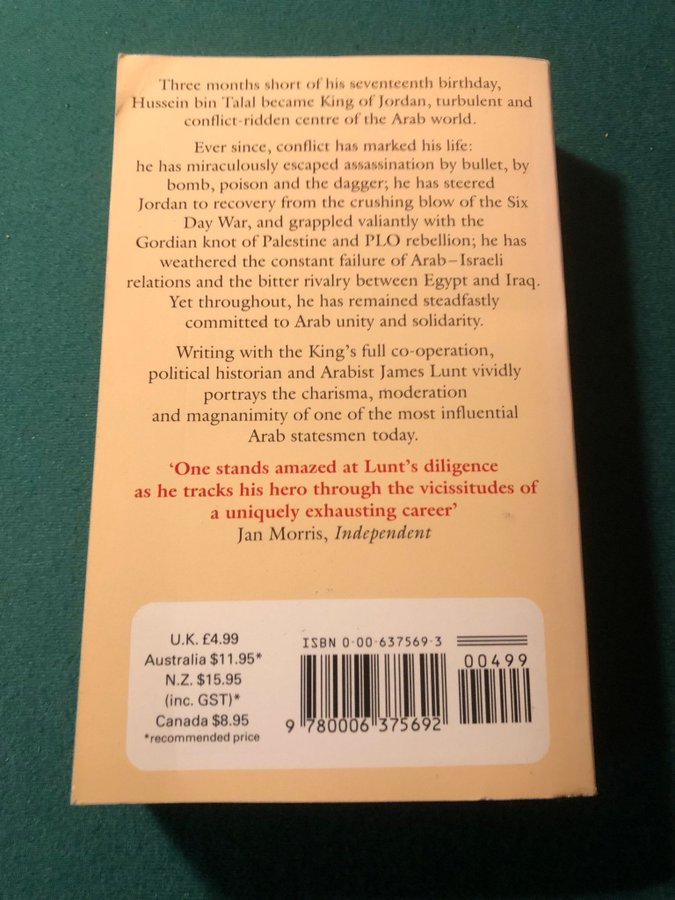 Three months short of his seventeenth birthday,
Hussein bin Talal became King of Jordan, turbulent and
conflict-ridden centre of the Arab world.
Ever since, conflict has marked his life:
he has miraculously escaped assassination by bullet, by
bomb, poison and the dagger; he has steered
Jordan to recovery from the crushing blow of the Six
Day War, and grappled valiantly with the
Gordian knot of Palestine and PLO rebellion; he has
weathered the constant failure of Arab–Israeli
relations and the bitter rivalry between Egypt and Iraq.
Yet throughout, he has remained steadfastly
committed to Arab unity and solidarity.
Writing with the King's full co-operation,
political historian and Arabist James Lunt vividly
portrays the charisma, moderation
and magnanimity of one of the most influential
Arab statesmen today.
‘One stands amazed at Lunt's diligence
as he tracks his hero through the vicissitudes of
a uniquely exhausting career’
Jan Morris, Independent
U.K. £4.99
Australia $11.95*
N.Z. $15.95
(inc. GST)*
Canada $8.95
*recommended price
ISBN 0-00-637569-3
00499
9 780006 375692